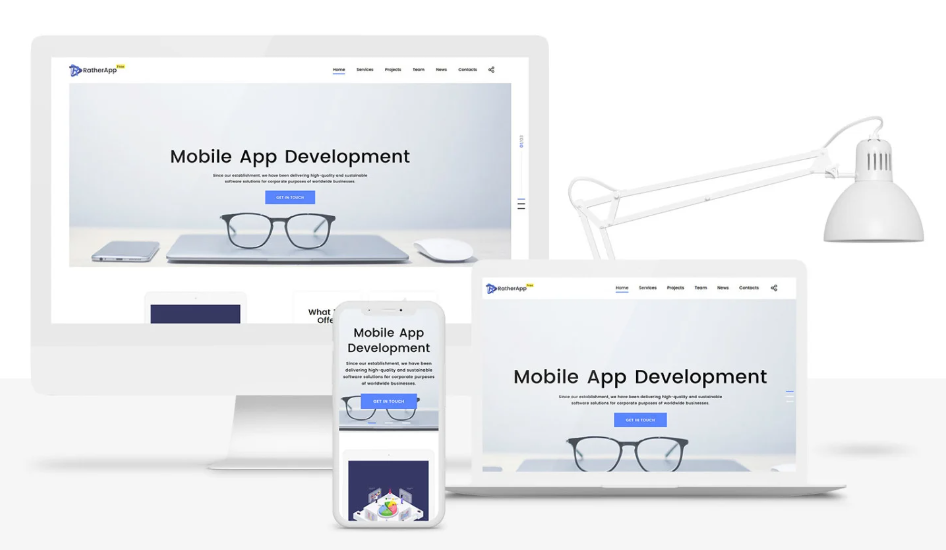 RatherApp
Free
Home Services Projects Team News Contacts
Mobile App Development
Since our establishment, we have been delivering high-quality and sustainable
software solutions for corporate purposes of worldwide businesses.
GET IN TOUCH
What
Offe
Mobile App
Development
Since our establishment, we have been
delivering high-quality and sustainable
software solutions for corporate purposes
of worldwide businesses.
GET IN TOUCH
RatherApp
Free
Home Services Projects Team News Contacts
Mobile App Development
Since our establishment, we have been delivering high-quality and sustainable
software solutions for corporate purposes of worldwide businesses.
GET IN TOUCH